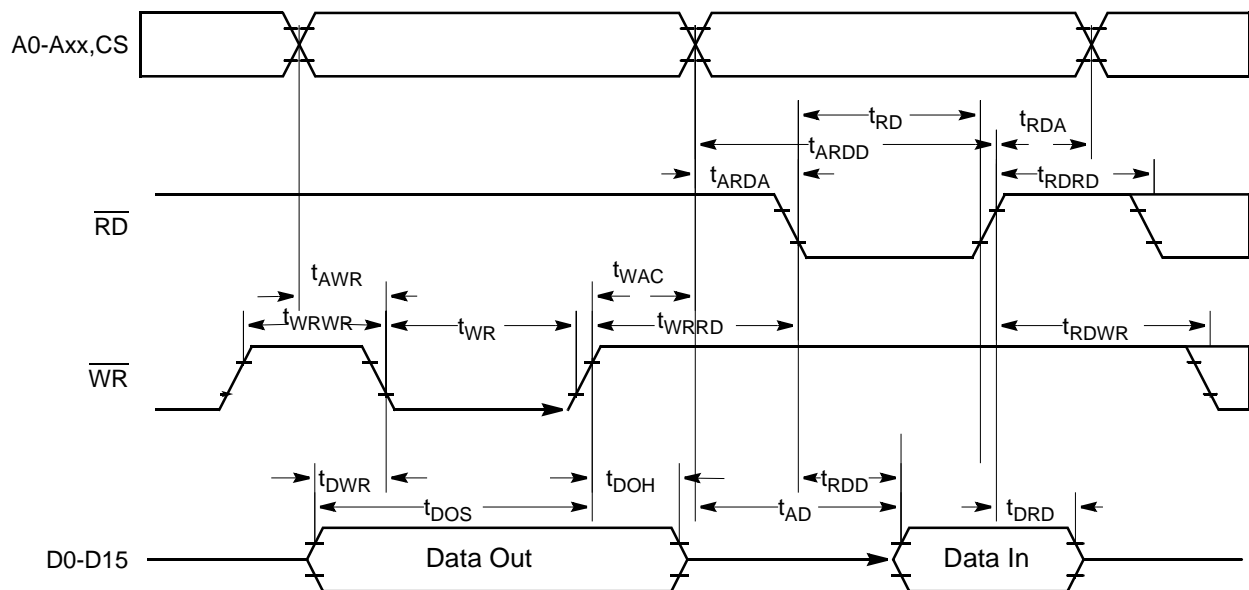 A0-Axx,CS
tRD
tRDA
tARDD
tARDA
tRDRD
RD
tAWR
tWAC
tWRWR
tWR
tWRRD
tRDWR
WR
tDWR
tDOH
tRDD
tDOS
tAD
tDRD
D0-D15
Data Out
Data In